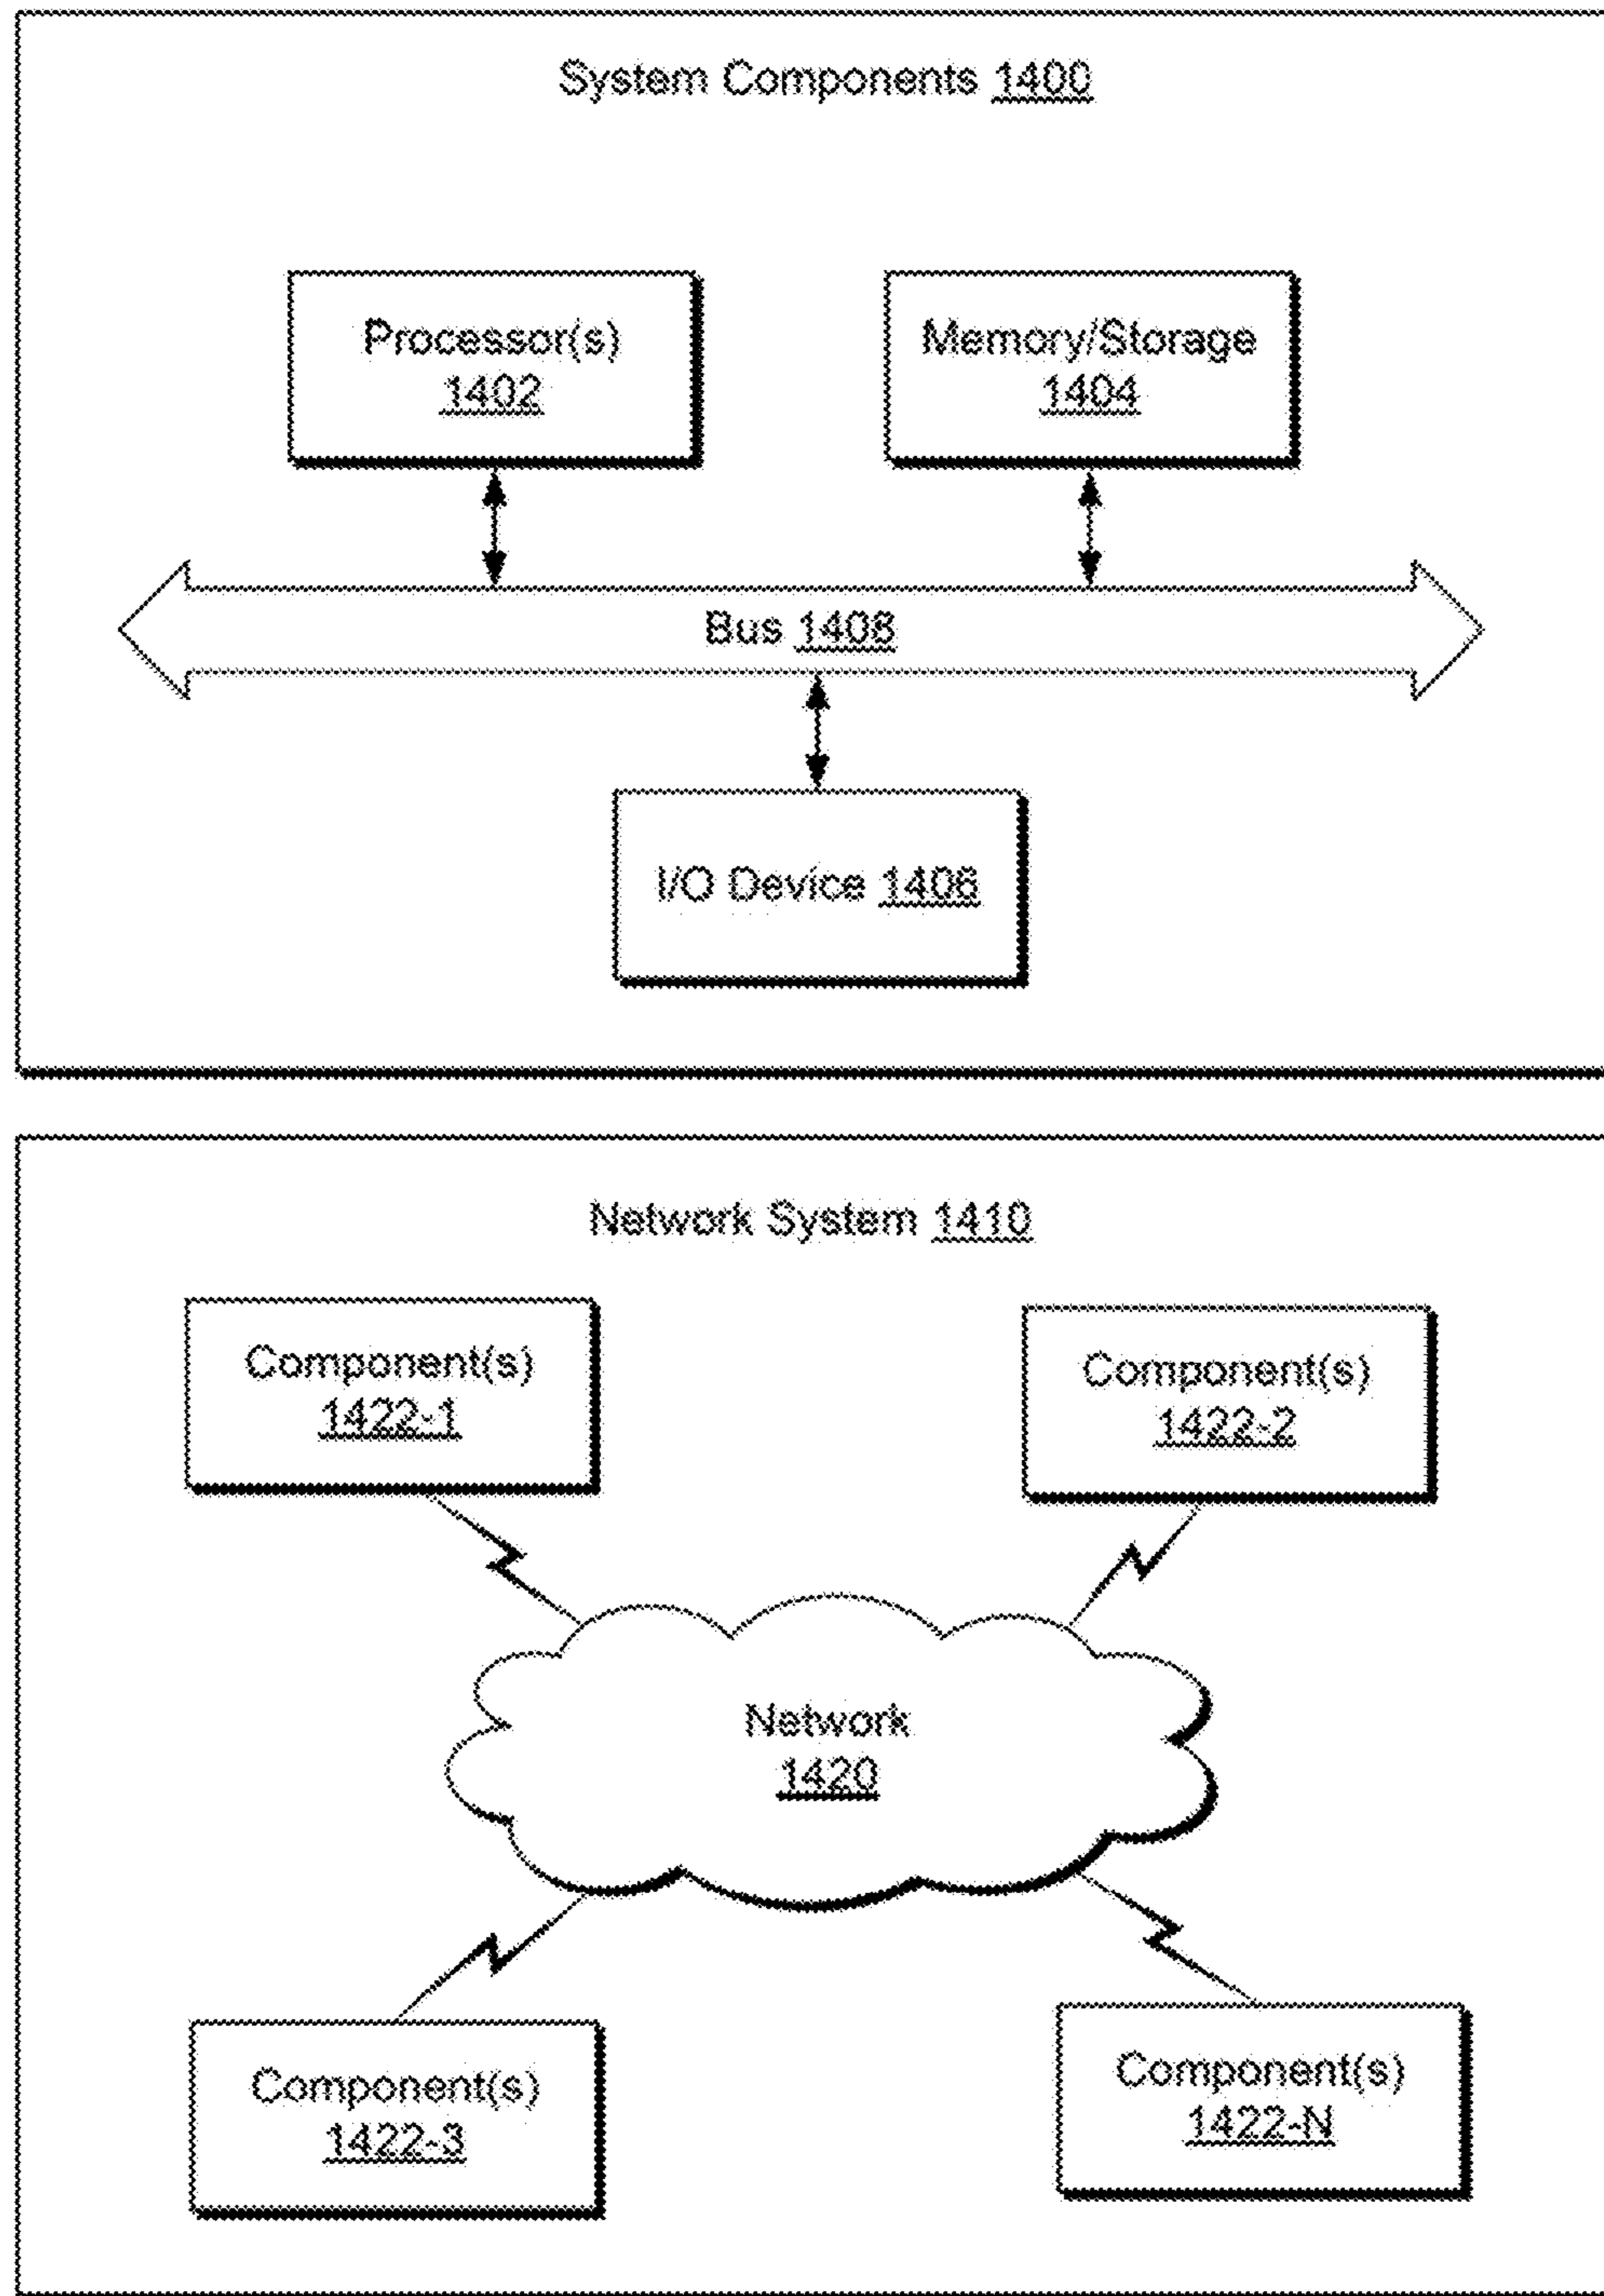 System Components 1400
Processor(s)
1402
Memory/Storage
1404
Bus 1408
I/O Device 1406
Network System 1410
Component(s)
1422-1
Component(s)
1422-2
Network
1420
Component(s)
1422-3
Component(s)
1422-N